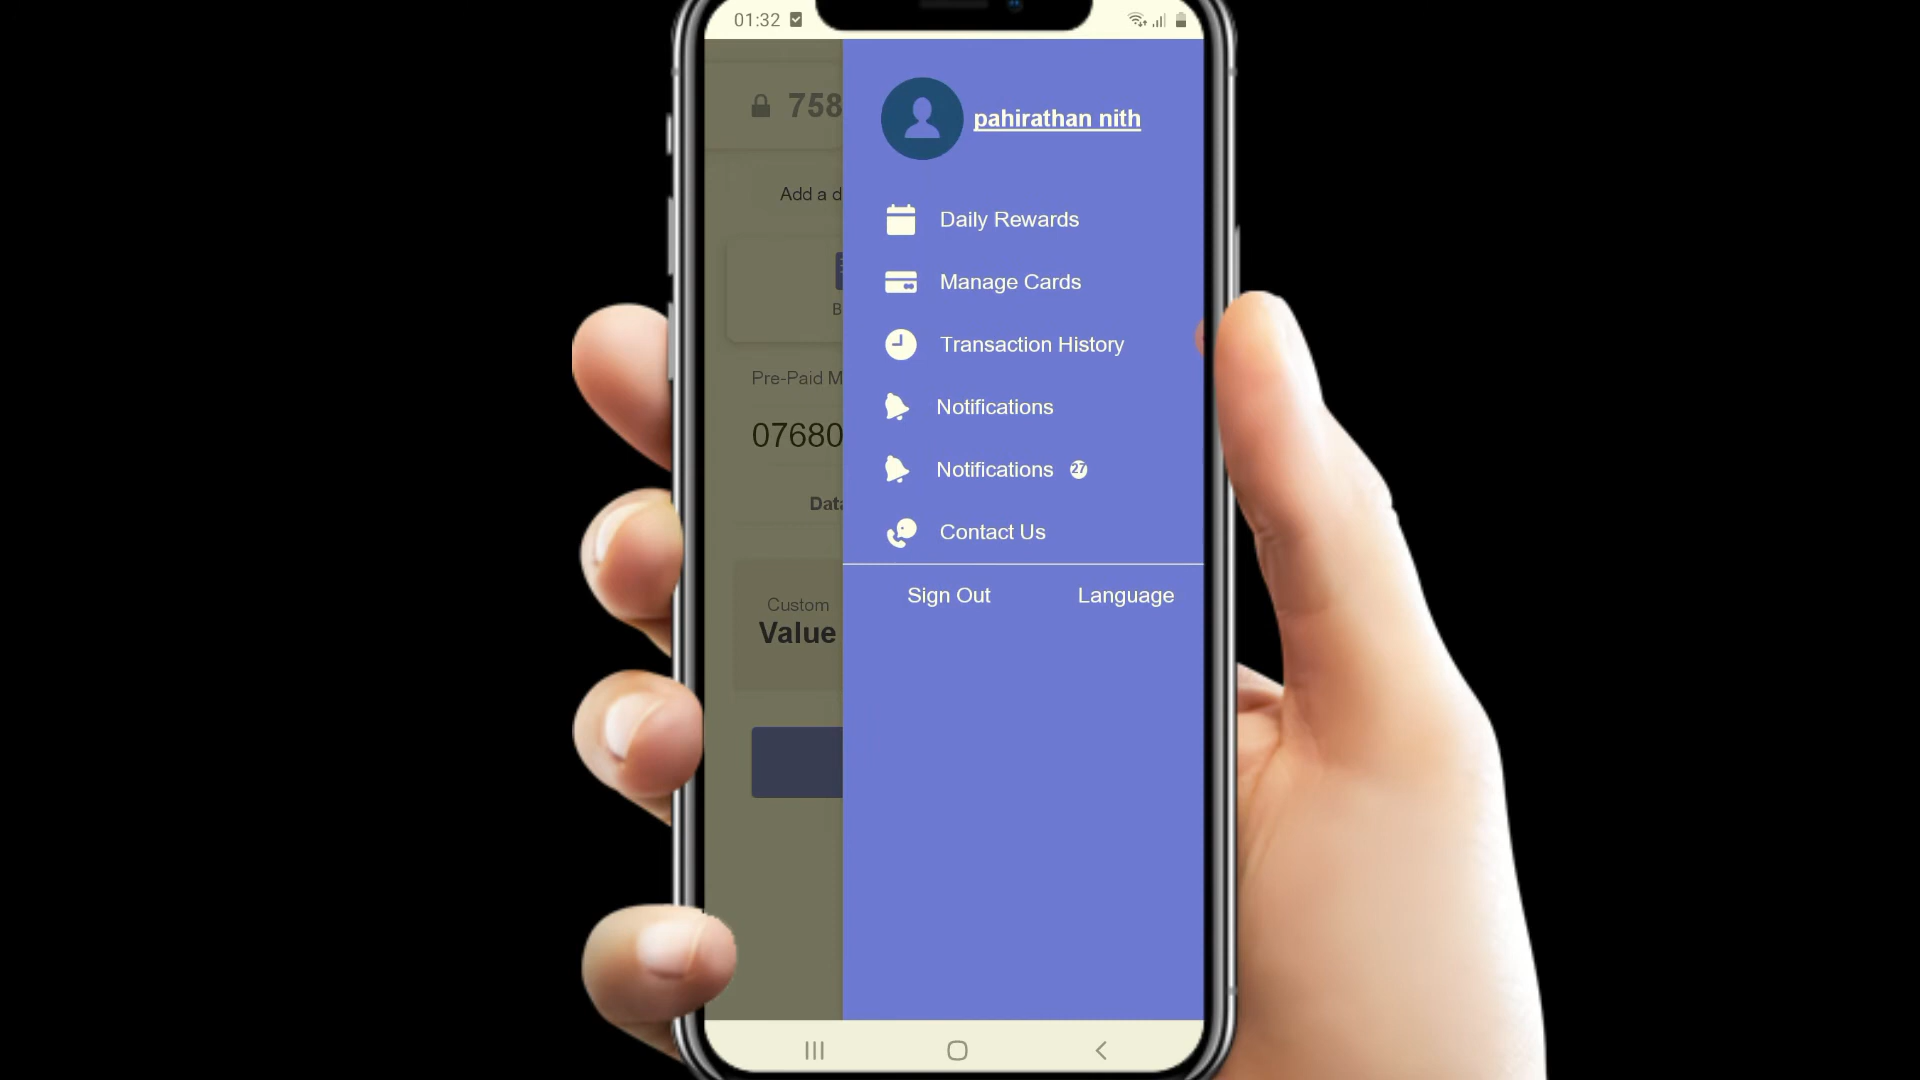 01:32
758
pahirathan nith
Add a d
Daily Rewards
Manage Cards
B
Transaction History
Pre-Paid M
Notifications
07680
Notifications 27
Data
Contact Us
Sign Out Language
Custom
Value